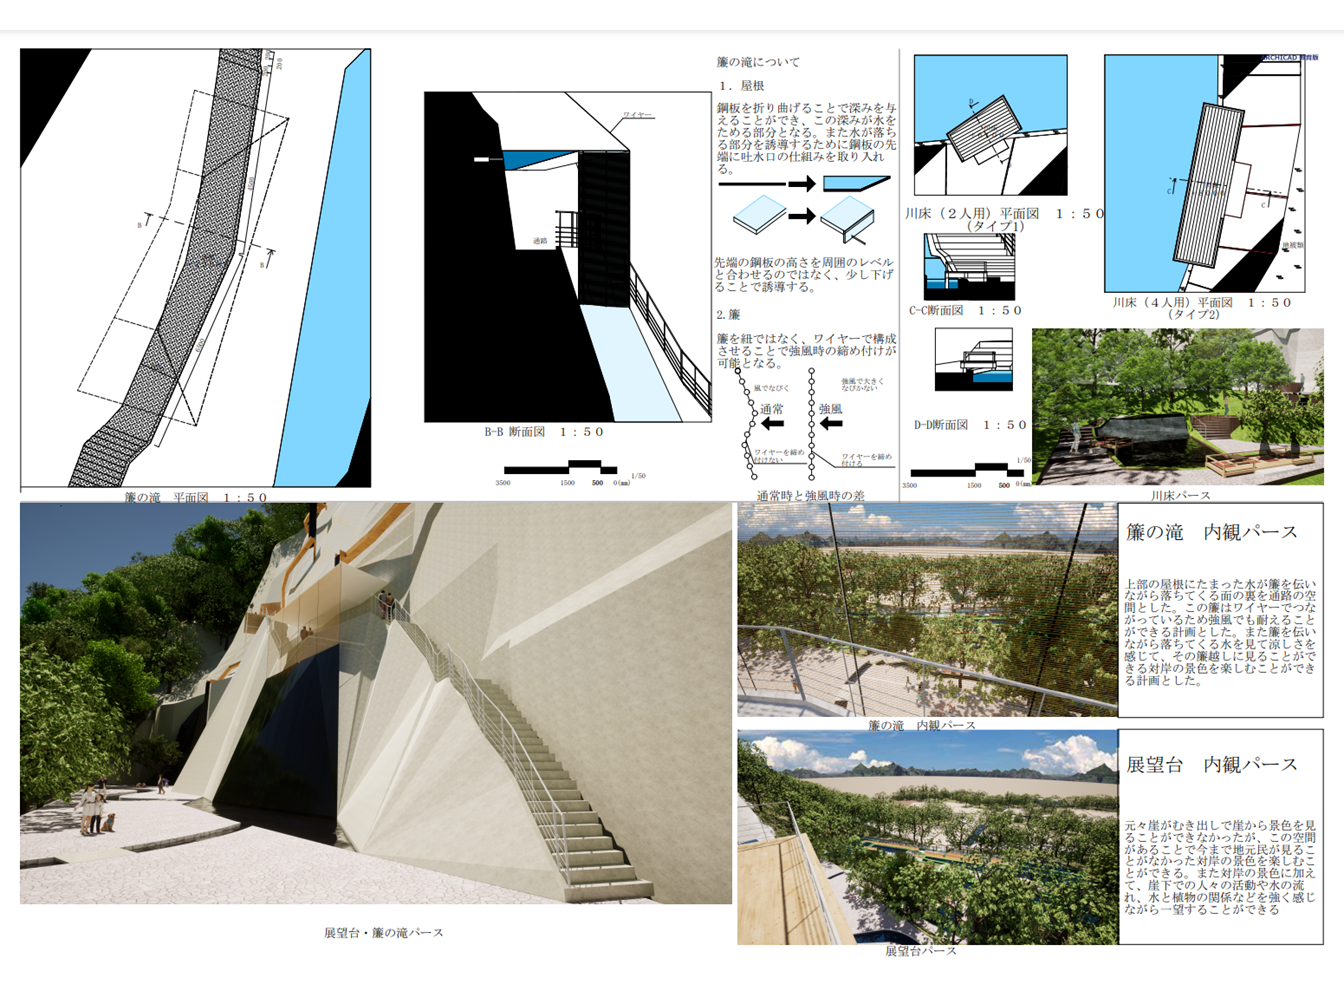 200
200
200
4500
4500
B
B
簾の滝　平面図　１：５０
ワイヤー
通路
B-B 断面図　１：５０
3500
1500
500
0(㎜)
1/50
簾の滝について
１．屋根
鋼板を折り曲げることで深みを与
えることができ、この深みが水を
ためる部分となる。また水が落ち
る部分を誘導するために鋼板の先
端に吐水口の仕組みを取り入れ
る。
先端の鋼板の高さを周囲のレベル
と合わせるのではなく、少し下げ
ることで誘導する。
2.簾
簾を紐ではなく、ワイヤーで構成
させることで強風時の締め付けが
可能となる。
風でなびく
通常
ワイヤーを締め
付けない
強風で大きく
なびかない
強風
ワイヤーを締め
付ける
通常時と強風時の差
D
川床（２人用）平面図　１：５０
（タイプ1）
C-C断面図　１：５０
D-D断面図　１：５０
3500
1500
500
0(㎜)
1/50
ARCHICAD 教育版
C
C
地被類
川床（４人用）平面図　１：５０
（タイプ2）
川床パース
展望台・簾の滝パース
簾の滝　内観パース
簾の滝　内観パース
上部の屋根にたまった水が簾を伝い
ながら落ちてくる面の裏を通路の空
間とした。この簾はワイヤーでつな
がっているため強風でも耐えること
ができる計画とした。また簾を伝い
ながら落ちてくる水を見て涼しさを
感じて、その簾越しに見ることがで
きる対岸の景色を楽しむことができ
る計画とした。
展望台パース
展望台　内観パース
元々崖がむき出しで崖から景色を見
ることができなかったが、この空間
があることで今まで地元民が見るこ
とがなかった対岸の景色を楽しむこ
とができる。また対岸の景色に加え
て、崖下での人々の活動や水の流
れ、水と植物の関係などを強く感じ
ながら一望することができる